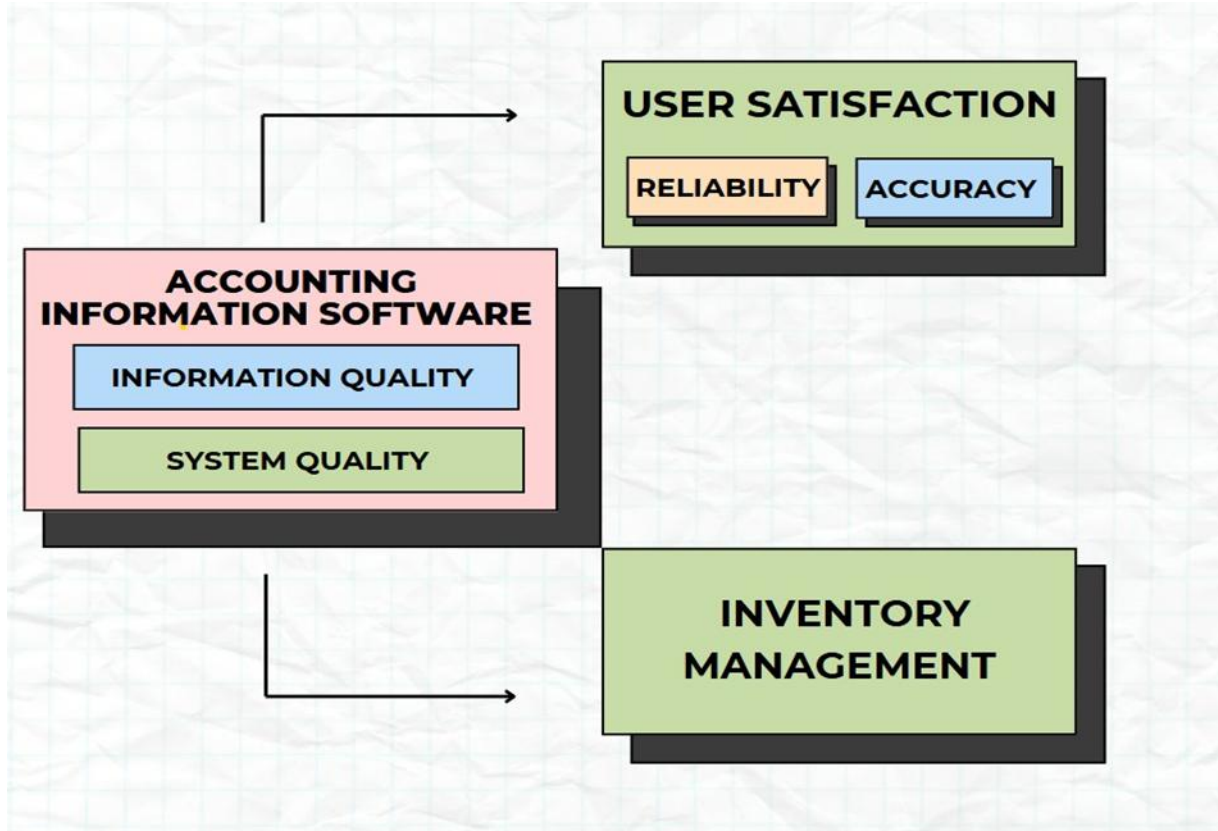 USER SATISFACTION
RELIABILITY
ACCURACY
ACCOUNTING
INFORMATION SOFTWARE
INFORMATION QUALITY
SYSTEM QUALITY
INVENTORY
MANAGEMENT